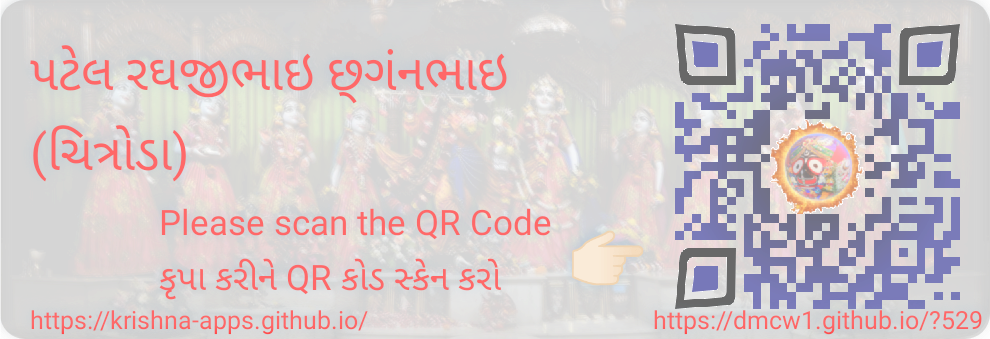 પટેલ રઘજીભાઇ છ્ગંનભાઇ
(ચિત્રોડા)
Please scan the QR Code
કૃપા કરીને QR કોડ સ્કેન કરો
https://krishna-apps.github.io/
https://dmcw1.github.io/?529